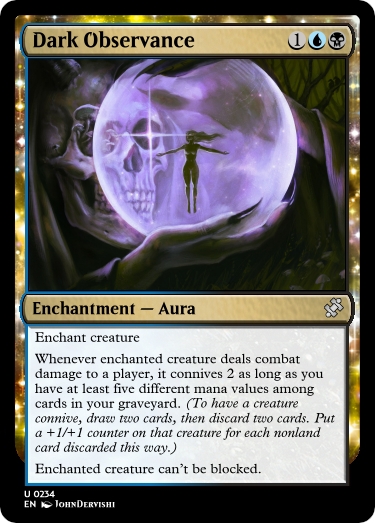 Dark Observance 1
Enchantment — Aura
Enchant creature
Whenever enchanted creature deals combat
damage to a player, it connives 2 as long as you
have at least five different mana values among
cards in your graveyard. (To have a creature
connive, draw two cards, then discard two cards. Put
a +1/+1 counter on that creature for each nonland
card discarded this way.)
Enchanted creature can't be blocked.
U 0234
EN JohnDervishi